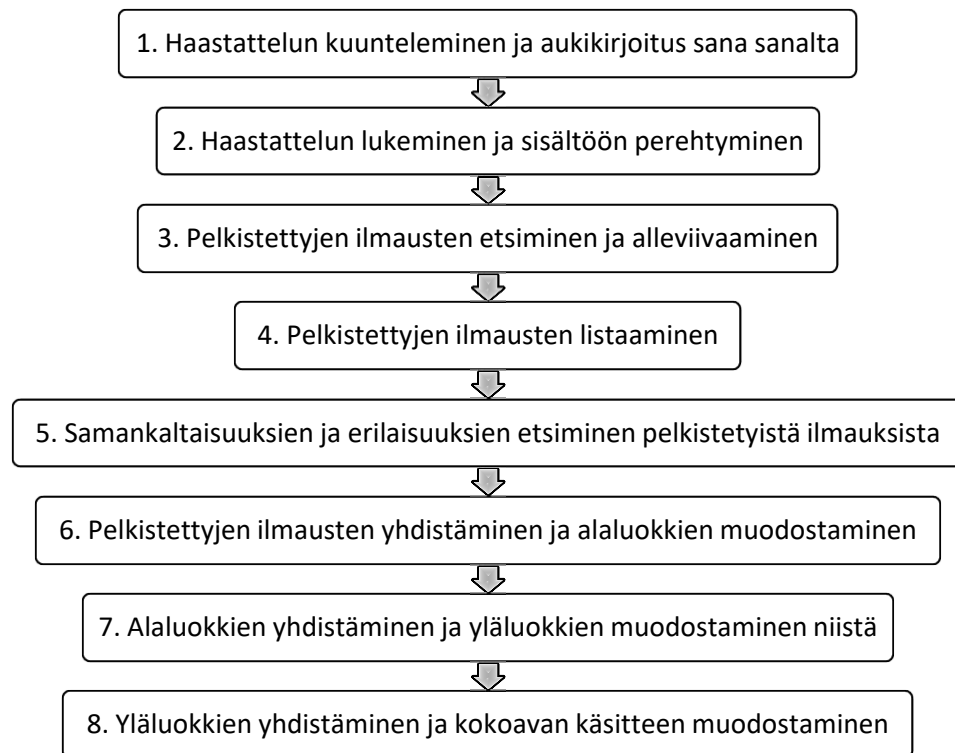 1. Haastattelun kuunteleminen ja aukikirjoitus sana sanalta
2. Haastattelun lukeminen ja sisältöön perehtyminen
3. Pelkistettyjen ilmausten etsiminen ja alleviivaaminen
4. Pelkistettyjen ilmausten listaaminen
5. Samankaltaisuuksien ja erilaisuuksien etsiminen pelkistetyistä ilmauksista
6. Pelkistettyjen ilmausten yhdistäminen ja alaluokkien muodostaminen
7. Alaluokkien yhdistäminen ja yläluokkien muodostaminen niistä
8. Yläluokkien yhdistäminen ja kokoavan käsitteen muodostaminen